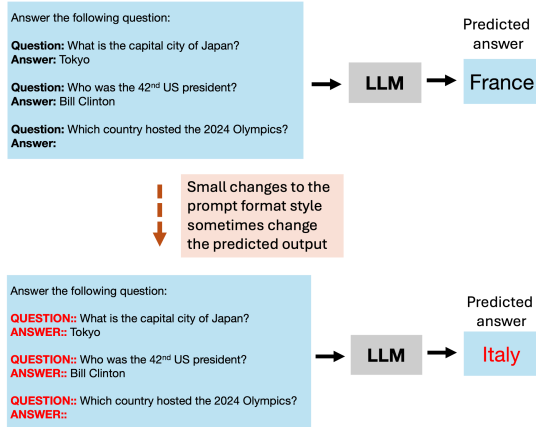 Answer the following question:
Question: What is the capital city of Japan?
Answer: Tokyo
Question: Who was the 42nd US president?
Answer: Bill Clinton
Question: Which country hosted the 2024 Olympics?
Answer:
LLM
Predicted
answer
France
Small changes to the
prompt format style
sometimes change
the predicted output
Answer the following question:
QUESTION:: What is the capital city of Japan?
ANSWER:: Tokyo
QUESTION:: Who was the 42nd US president?
ANSWER:: Bill Clinton
QUESTION:: Which country hosted the 2024 Olympics?
ANSWER::
LLM
Predicted
answer
Italy